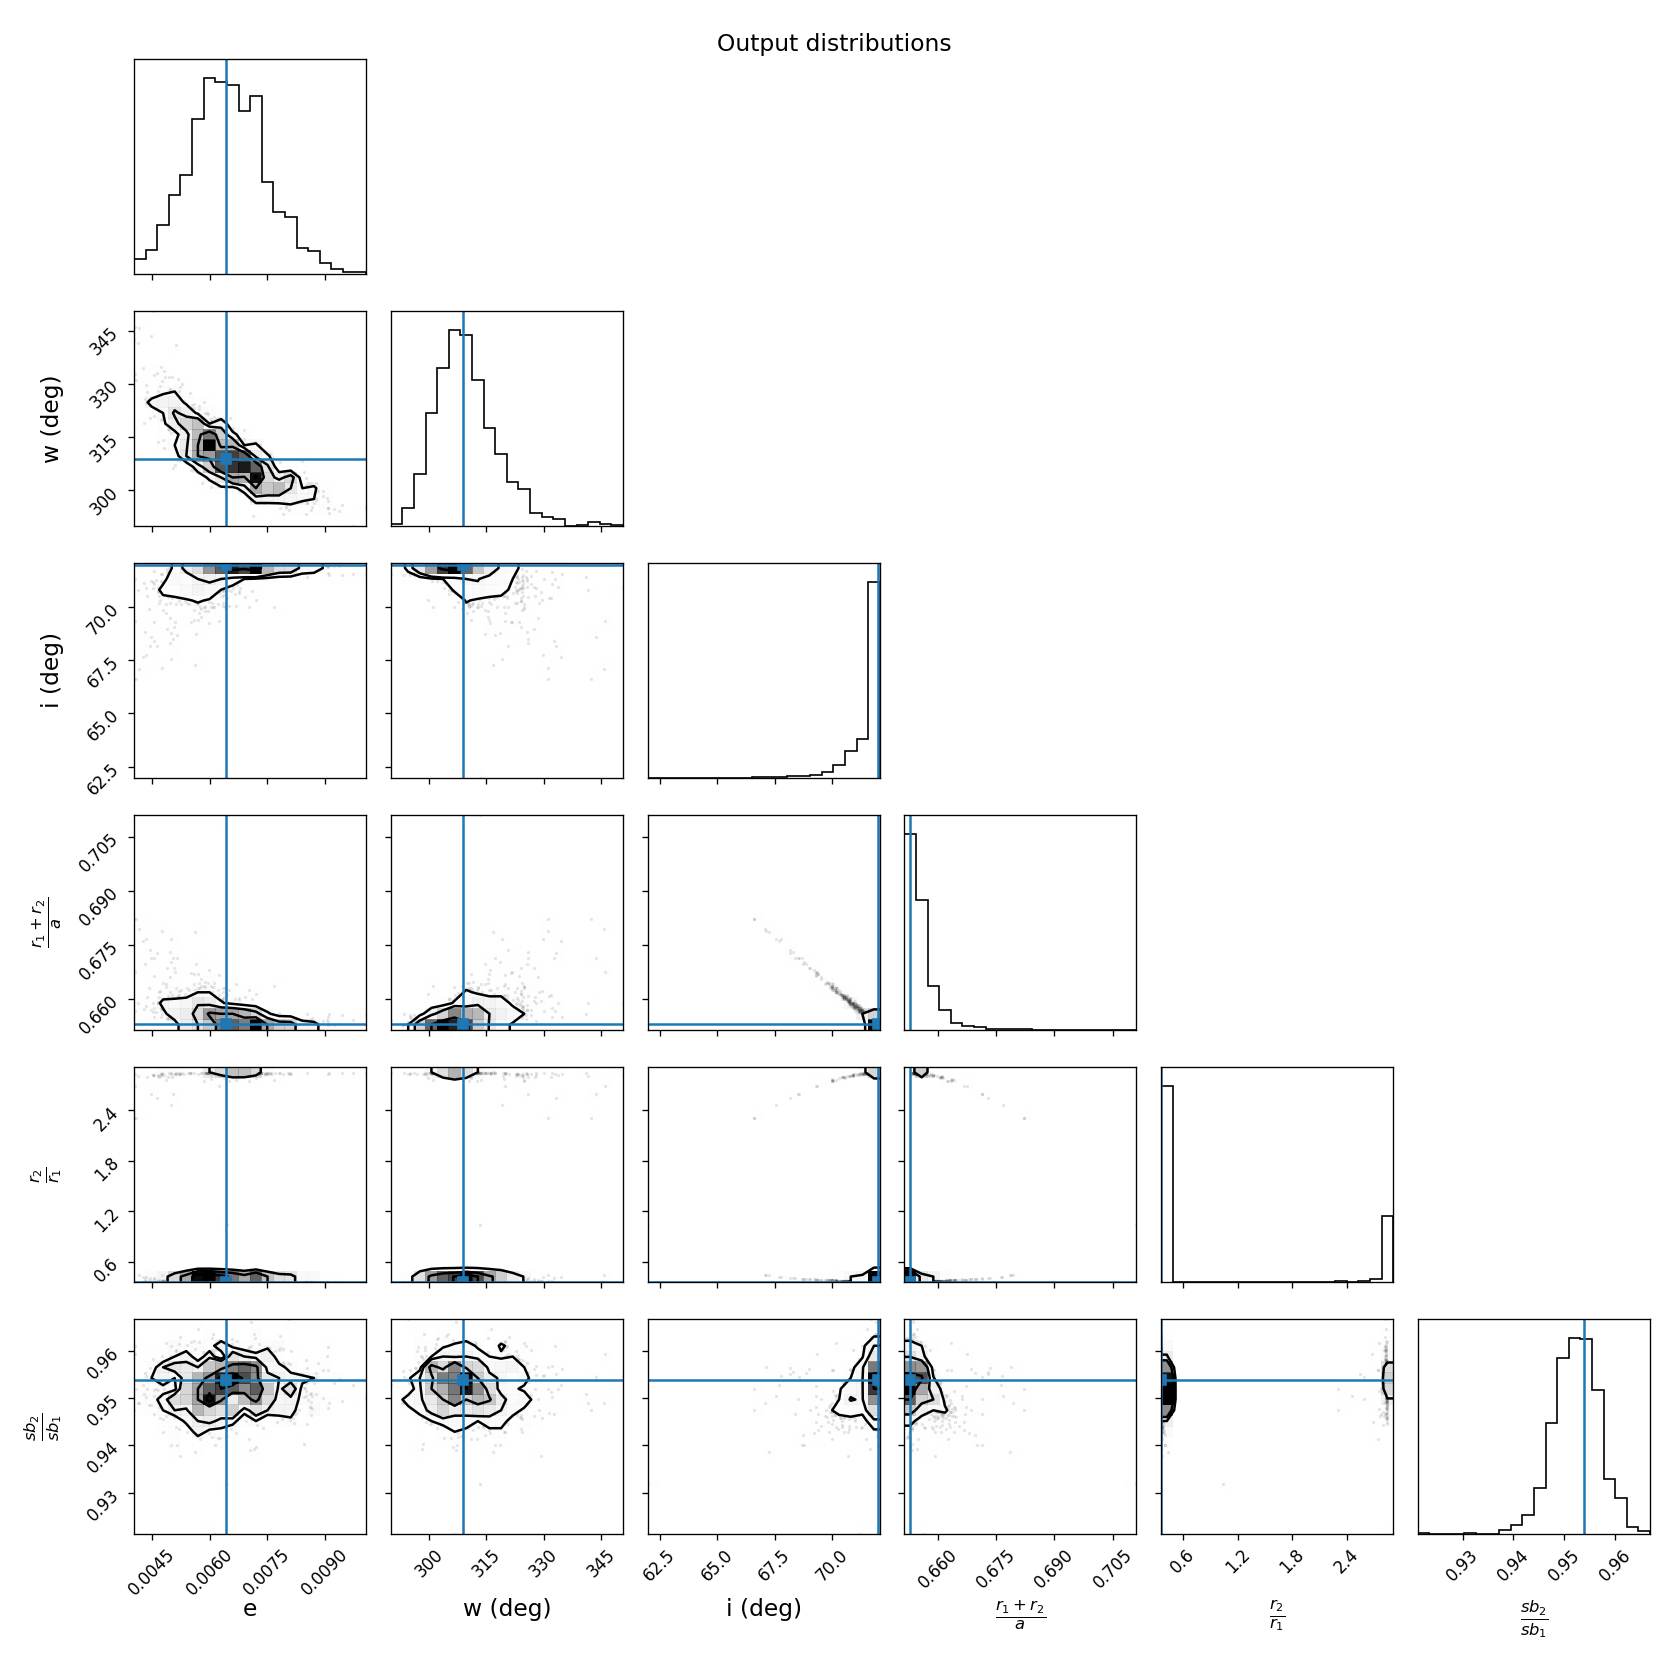 Output distributions
w (deg)
345
330
315
300
i (deg)
70.0
67.5
65.0
62.5
r₁ + r₂
a
0.705
0.690
0.675
0.660
r₂
r₁
2.4
1.8
1.2
0.6
sb₂
sb₁
0.96
0.95
0.94
0.93
0.0045 0.0060 0.0075 0.0090 300 315 330 345 62.5 65.0 67.5 70.0 0.660 0.675 0.690 0.705 0.6 1.2 1.8 2.4 0.93 0.94 0.95 0.96
e w (deg) i (deg) r₁ + r₂ r₂ sb₂
a r₁ sb₁